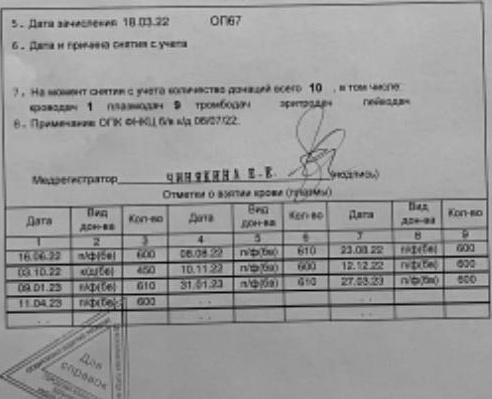 5. Дата зачисления 18.03.22 ОП67
6. Дата и причина снятия с учета
7. На момент снятия с учета количество донаций всего 10 , в том числе:
кроводач 1 плазмодач 9 тромбодач эритродач лейкодач
8. Примечание ОПК ФНКЦ б/в к/д 06/07/22.
Медрегистратор ЧИНЯКИНА Е.Е. (подпись)
Отметки о взятии крови (плазмы)
Дата Вид дон-ва Кол-во Дата Вид дон-ва Кол-во Дата Вид дон-ва Кол-во
1 2 3 4 5 6 7 8 9
16.06.22 п/ф(бв) 600 08.08.22 п/ф(бв) 610 23.08.22 п/ф(бв) 600
03.10.22 к/д(бв) 450 10.11.22 п/ф(бв) 600 12.12.22 п/ф(бв) 600
09.01.23 п/ф(бв) 610 31.01.23 п/ф(бв) 610 27.03.23 п/ф(бв) 600
11.04.23 п/ф(бв) 600 . . . .
. . . . . .
Для
справок